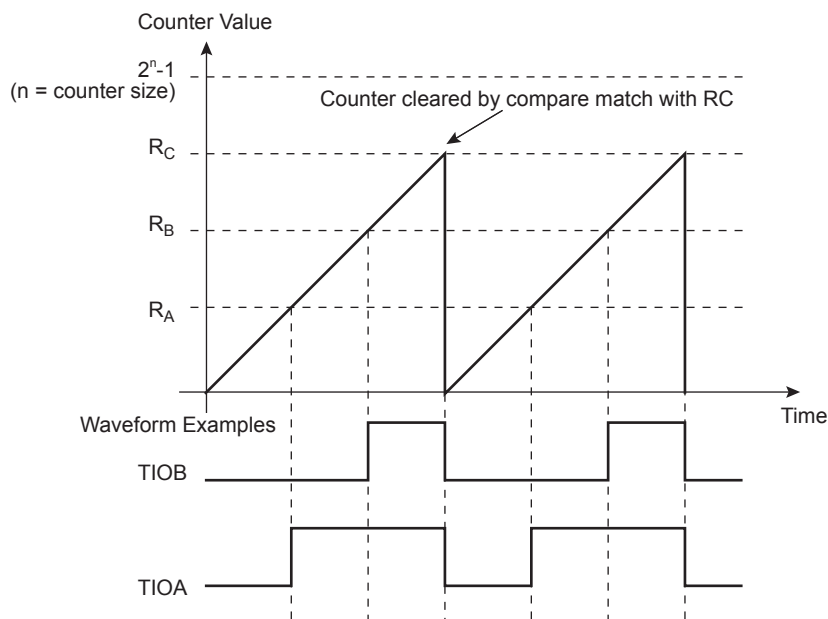 Counter Value
2ⁿ-1
(n = counter size)
Counter cleared by compare match with RC
R_C
R_B
R_A
Time
Waveform Examples
TIOB
TIOA